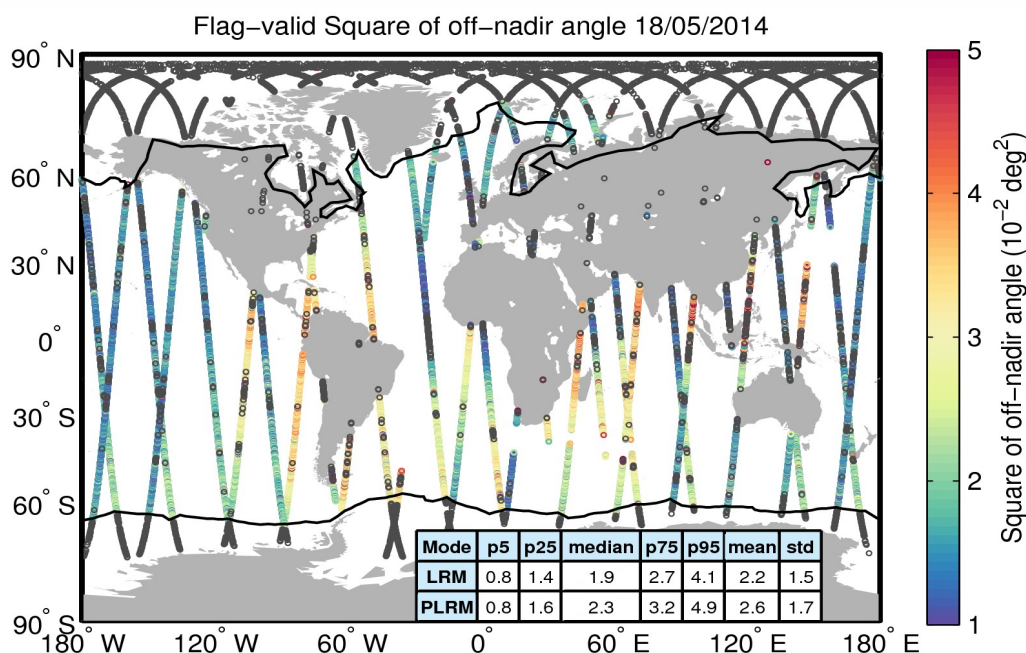 Flag−valid Square of off−nadir angle 18/05/2014
90° N
60° N
30° N
0°
30° S
60° S
90° S
180° W
120° W
60° W
0°
60° E
120° E
180° E
Mode p5 p25 median p75 p95 mean std
LRM 0.8 1.4 1.9 2.7 4.1 2.2 1.5
PLRM 0.8 1.6 2.3 3.2 4.9 2.6 1.7
5
4
3
2
1
Square of off−nadir angle (10⁻² deg²)